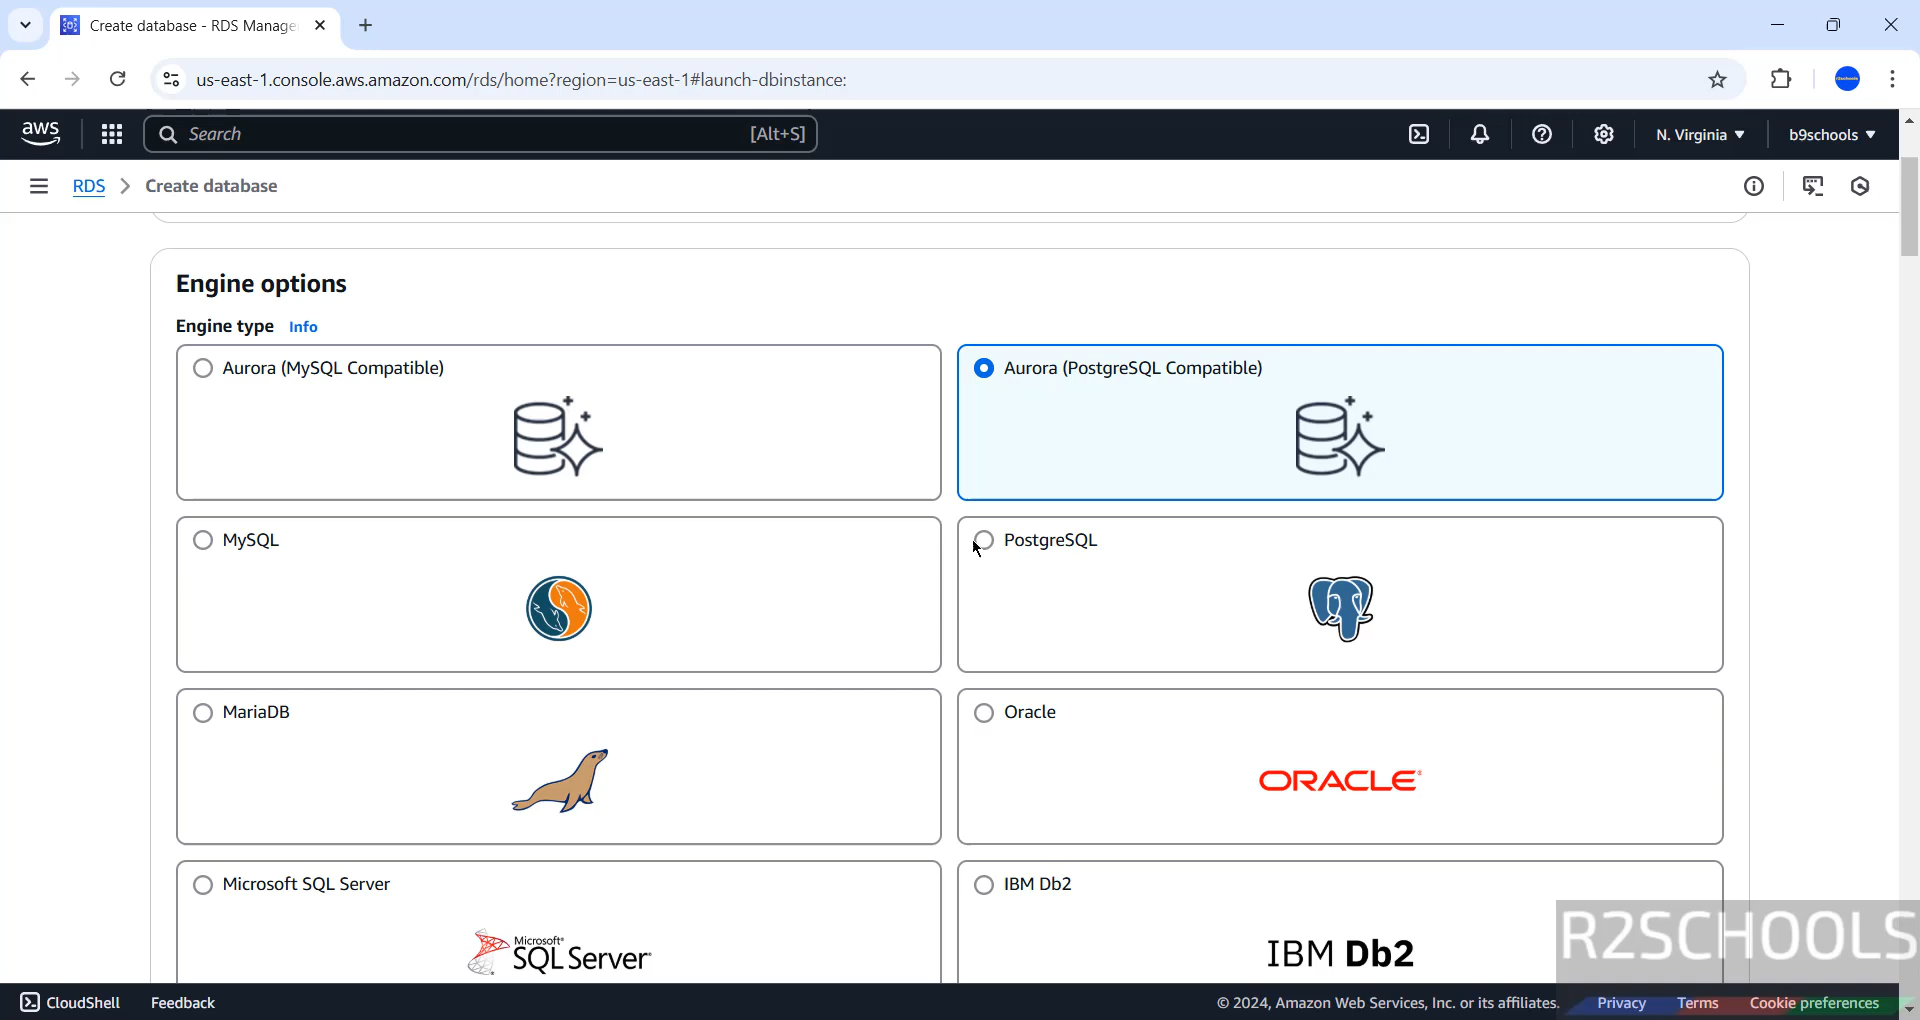 Create database - RDS Manage
us-east-1.console.aws.amazon.com/rds/home?region=us-east-1#launch-dbinstance:
aws
Search
[Alt+S]
N. Virginia
b9schools
RDS
Create database
Engine options
Engine type Info
Aurora (MySQL Compatible)
Aurora (PostgreSQL Compatible)
MySQL
PostgreSQL
MariaDB
Oracle
ORACLE
Microsoft SQL Server
IBM Db2
Microsoft
SQL Server
IBM Db2
R2SCHOOLS
CloudShell
Feedback
© 2024, Amazon Web Services, Inc. or its affiliates.
Privacy
Terms
Cookie preferences